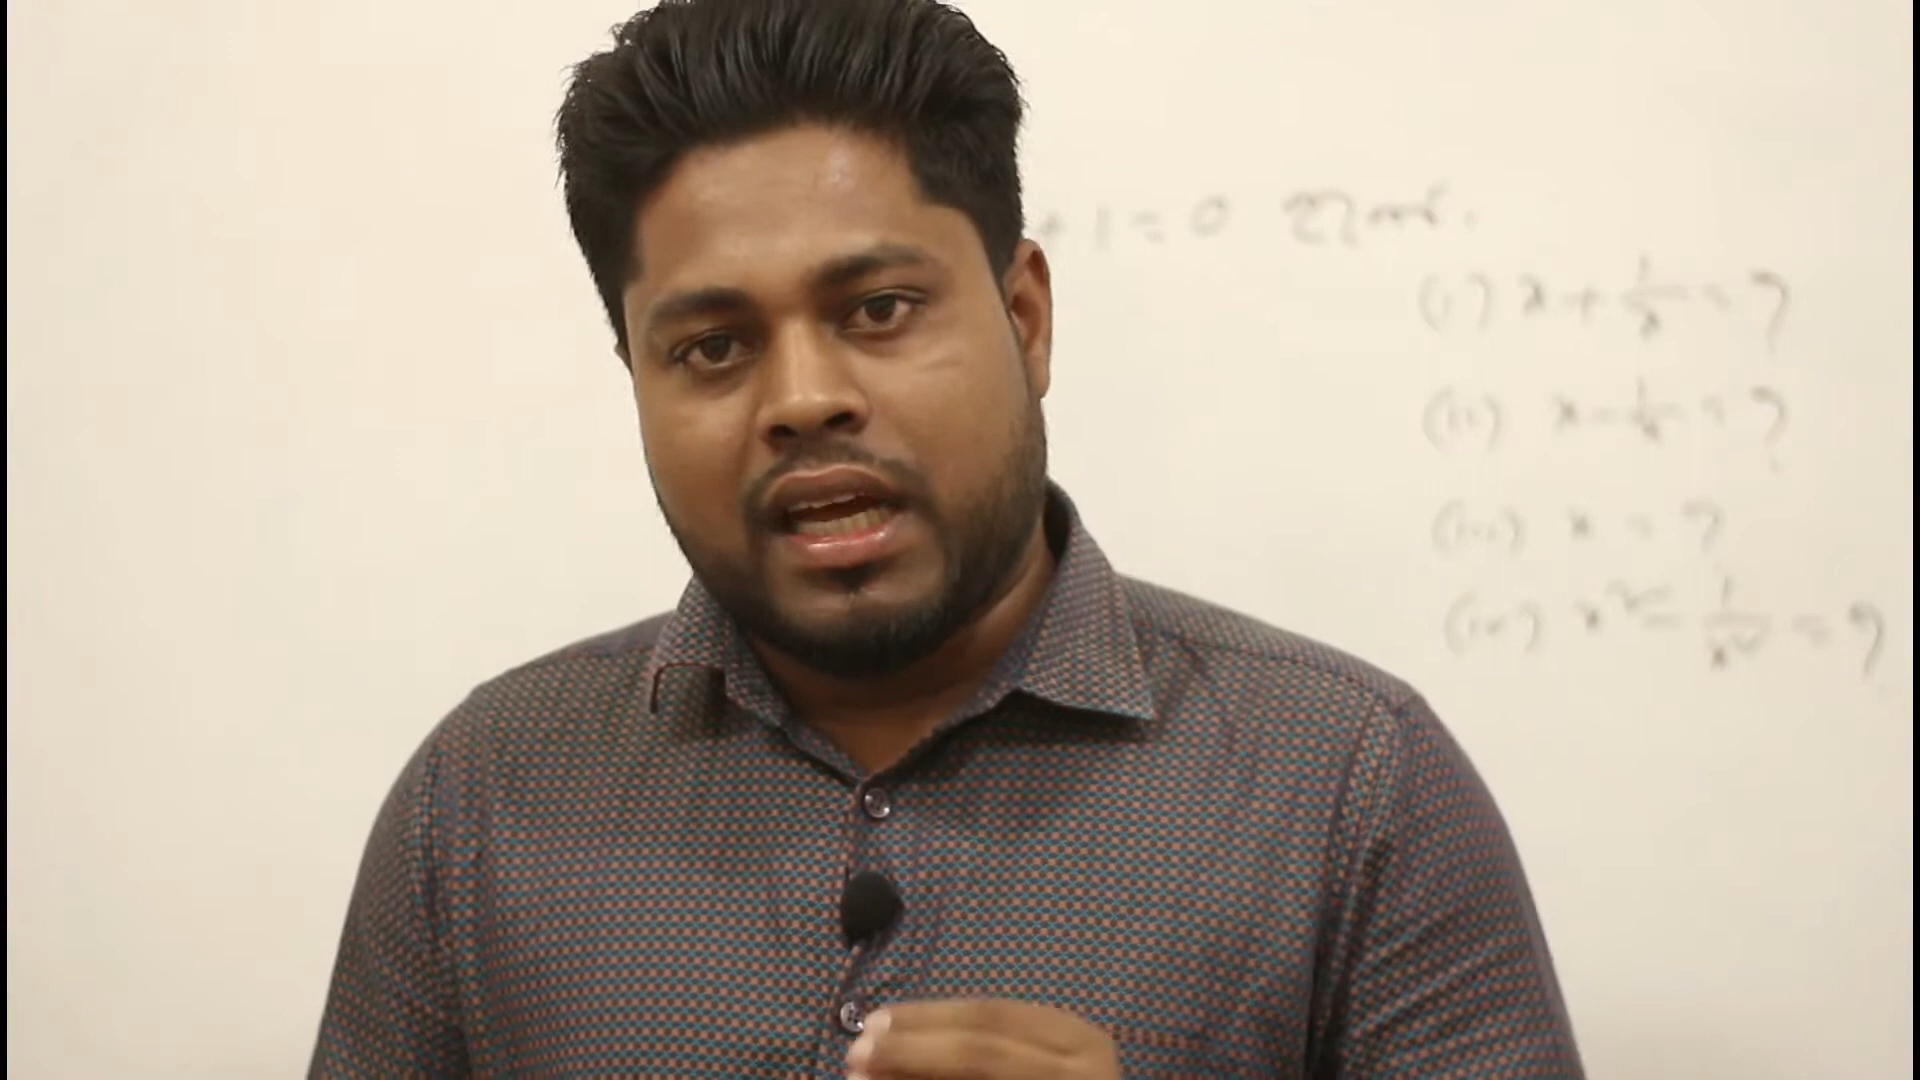 + 1 = 0 হলে,
(i) x + 1/x = ?
(ii) x - 1/x = ?
(iii) x = ?
(iv) x² - 1/x² = ?